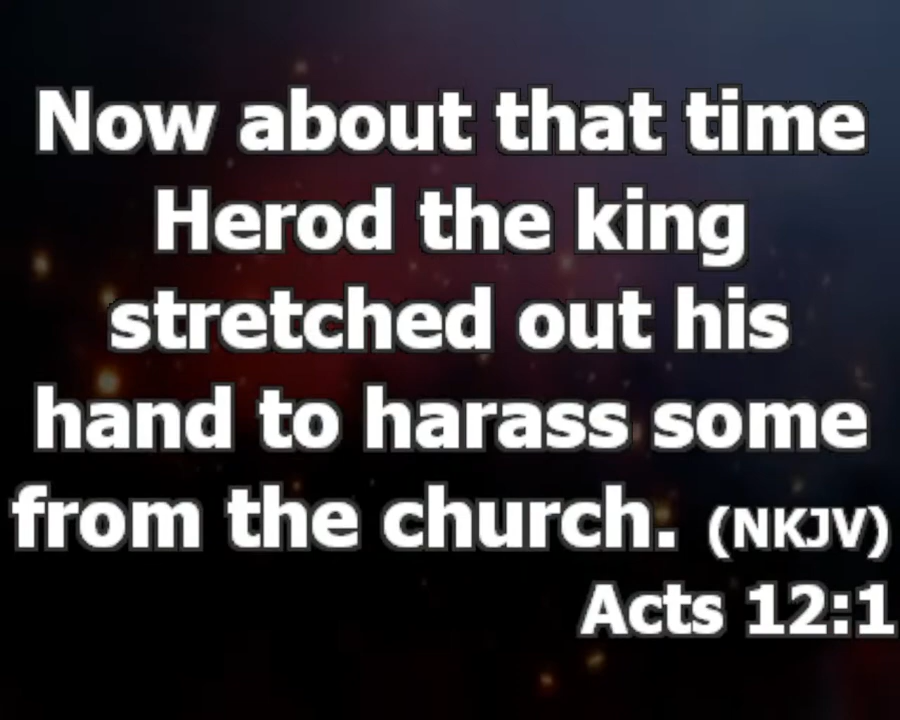 Now about that time
Herod the king
stretched out his
hand to harass some
from the church. (NKJV)
Acts 12:1